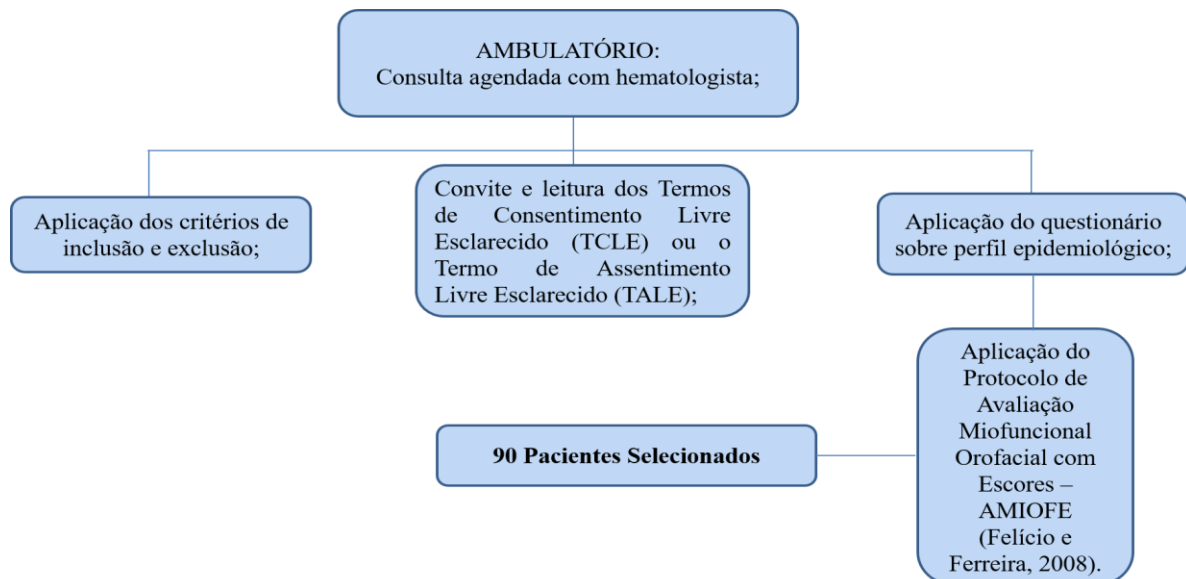 AMBULATÓRIO:
Consulta agendada com hematologista;
Aplicação dos critérios de
inclusão e exclusão;
Convite e leitura dos Termos
de Consentimento Livre
Esclarecido (TCLE) ou o
Termo de Assentimento
Livre Esclarecido (TALE);
Aplicação do questionário
sobre perfil epidemiológico;
Aplicação do
Protocolo de
Avaliação
Miofuncional
Orofacial com
Escores –
AMIOFE
(Felício e
Ferreira, 2008).
90 Pacientes Selecionados